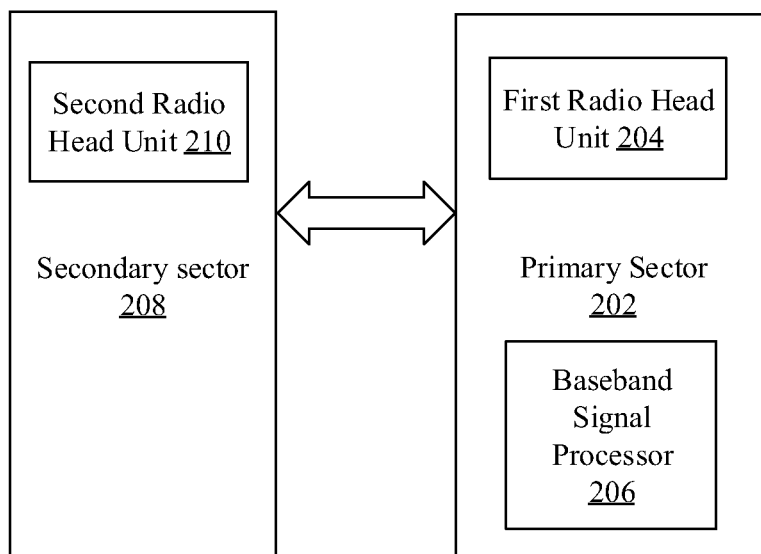 Second Radio
Head Unit 210
Secondary sector
208
First Radio Head
Unit 204
Primary Sector
202
Baseband
Signal
Processor
206